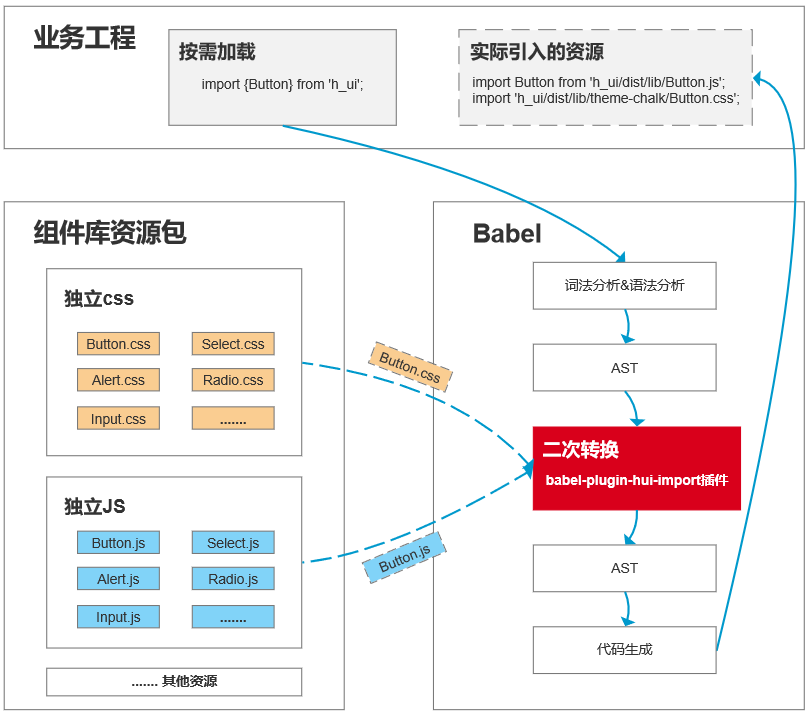 业务工程
按需加载
import {Button} from 'h_ui';
实际引入的资源
import Button from 'h_ui/dist/lib/Button.js';
import 'h_ui/dist/lib/theme-chalk/Button.css';
组件库资源包
独立css
Button.css
Select.css
Alert.css
Radio.css
Input.css
.......
独立JS
Button.js
Select.js
Alert.js
Radio.js
Input.js
.......
....... 其他资源
Button.css
Button.js
Babel
词法分析&语法分析
AST
二次转换
babel-plugin-hui-import插件
AST
代码生成